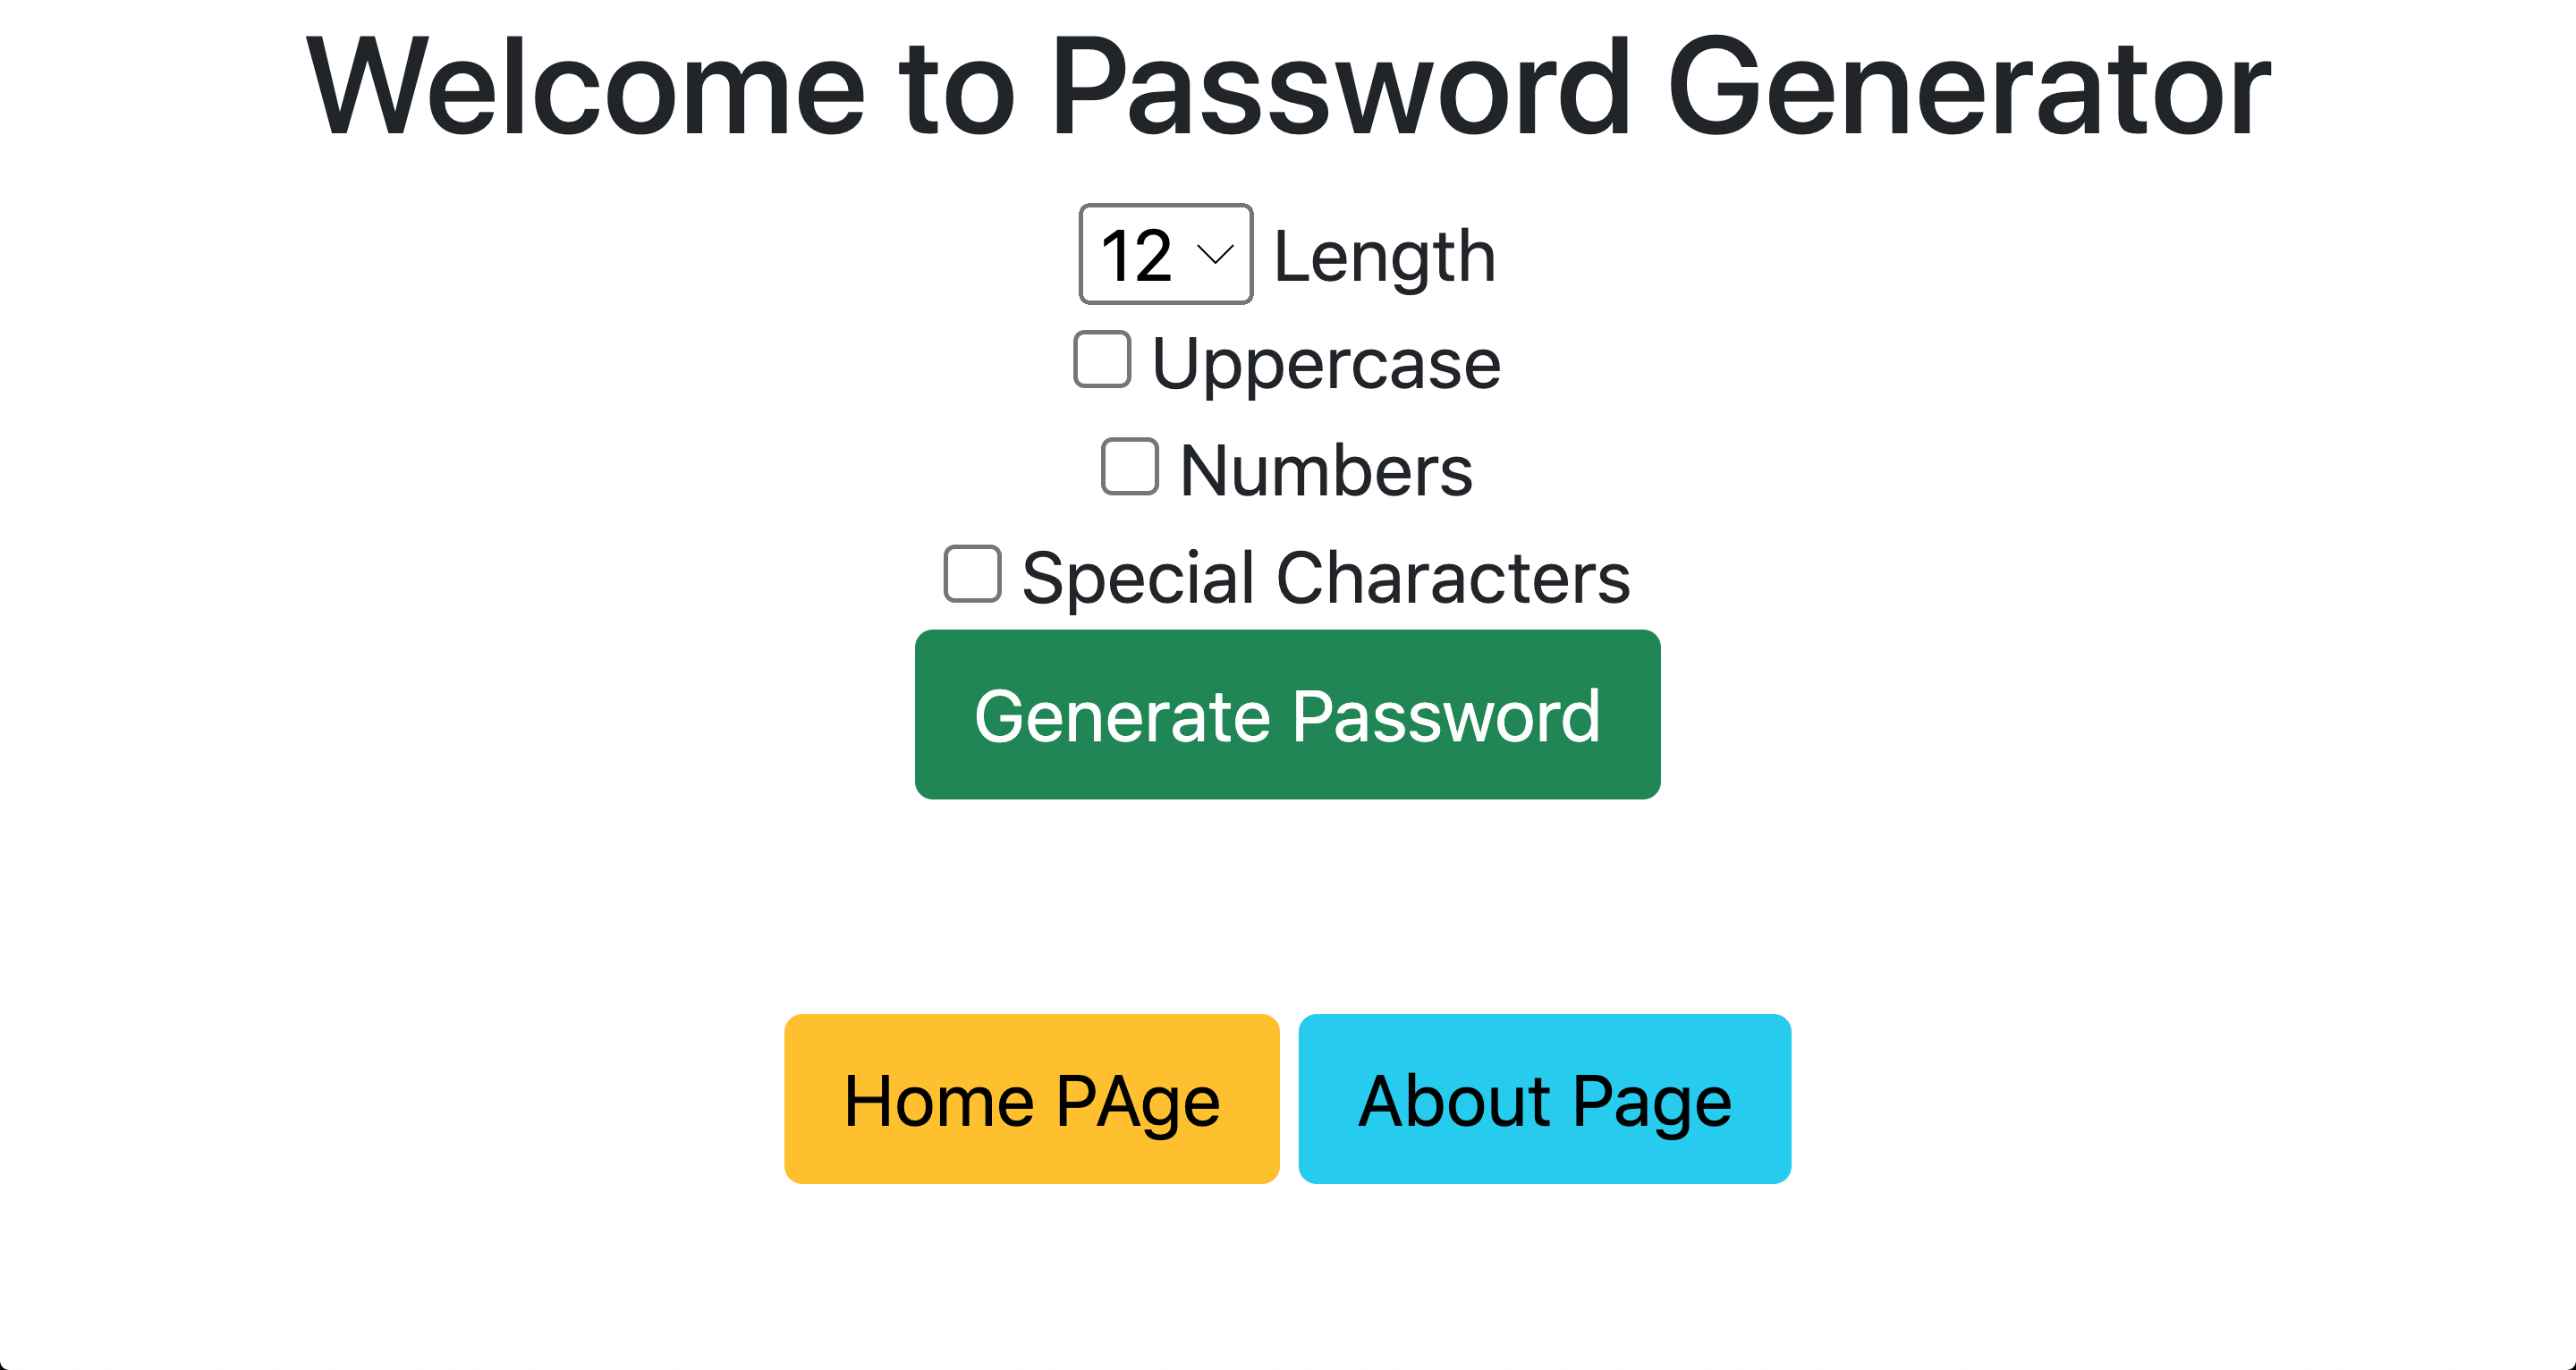 Welcome to Password Generator
12 Length
Uppercase
Numbers
Special Characters
Generate Password
Home PAge About Page